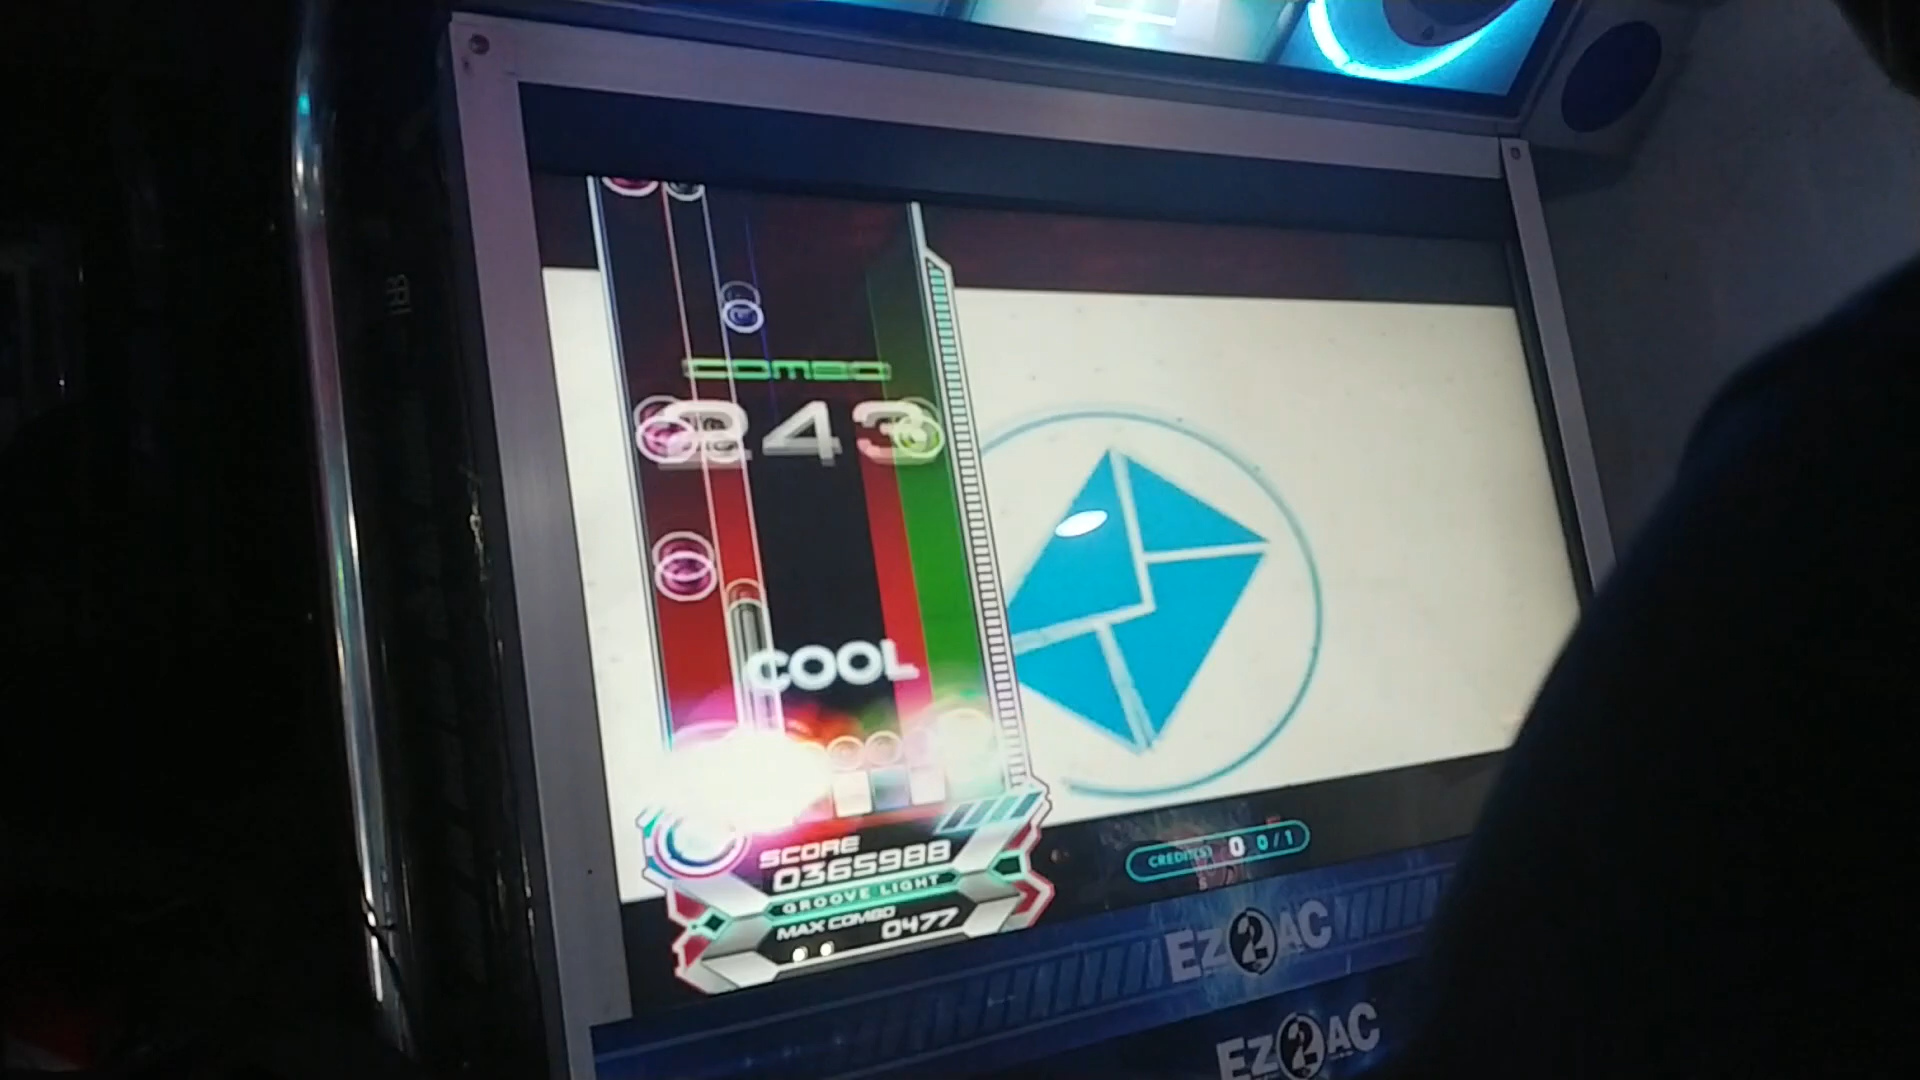 COMBO
243
COOL
SCORE
0365988
GROOVE LIGHT
MAX COMBO 0477
CREDIT(S) 0 0/1
EZ2AC
EZ2AC